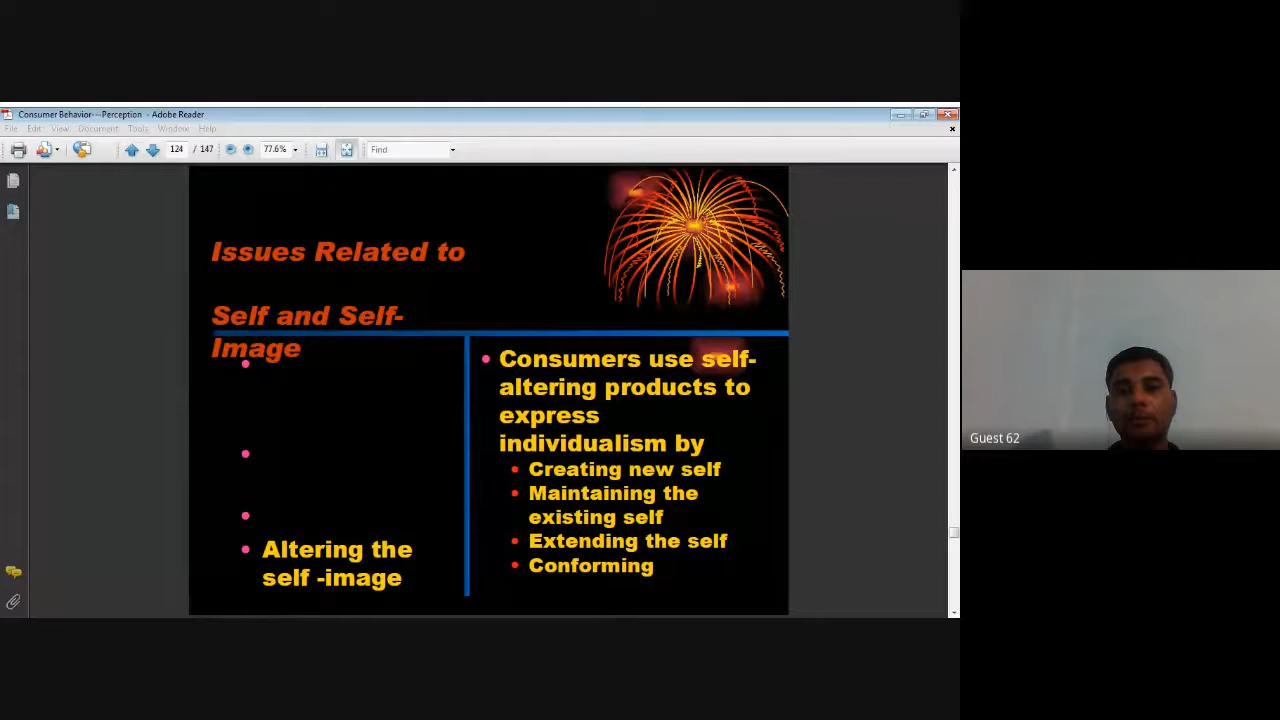 Consumer Behavior---Perception - Adobe Reader
File Edit View Document Tools Window Help
124 / 147 77.6% Find
Issues Related to
Self and Self-
Image
Altering the
self -image
Consumers use self-
altering products to
express
individualism by
Creating new self
Maintaining the
existing self
Extending the self
Conforming
Guest 62